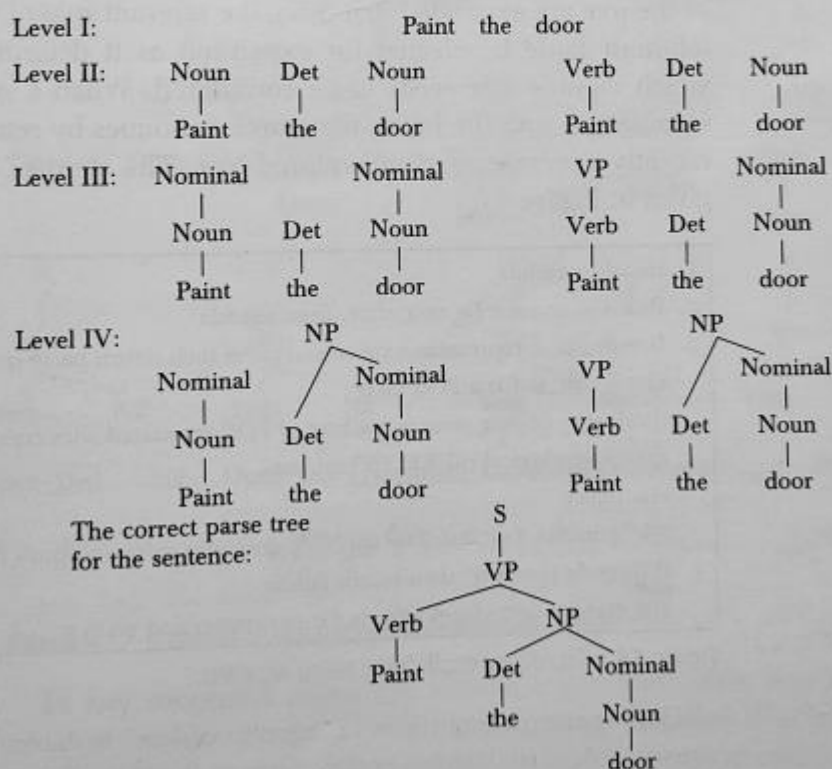 Level I: Paint the door
Level II: Noun Det Noun Verb Det Noun
Paint the door Paint the door
Level III: Nominal Nominal VP Nominal
Noun Det Noun Verb Det Noun
Paint the door Paint the door
Level IV: NP NP
Nominal Nominal VP Nominal
Noun Det Noun Verb Det Noun
Paint the door Paint the door
The correct parse tree
for the sentence:
S
VP
Verb NP
Paint Det Nominal
the Noun
door